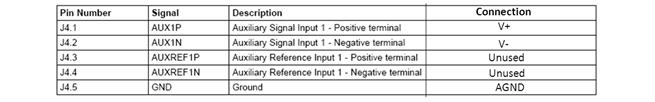 Pin Number Signal Description Connection
J4.1 AUX1P Auxiliary Signal Input 1 - Positive terminal V+
J4.2 AUX1N Auxiliary Signal Input 1 - Negative terminal V-
J4.3 AUXREF1P Auxiliary Reference Input 1 - Positive terminal Unused
J4.4 AUXREF1N Auxiliary Reference Input 1 - Negative terminal Unused
J4.5 GND Ground AGND